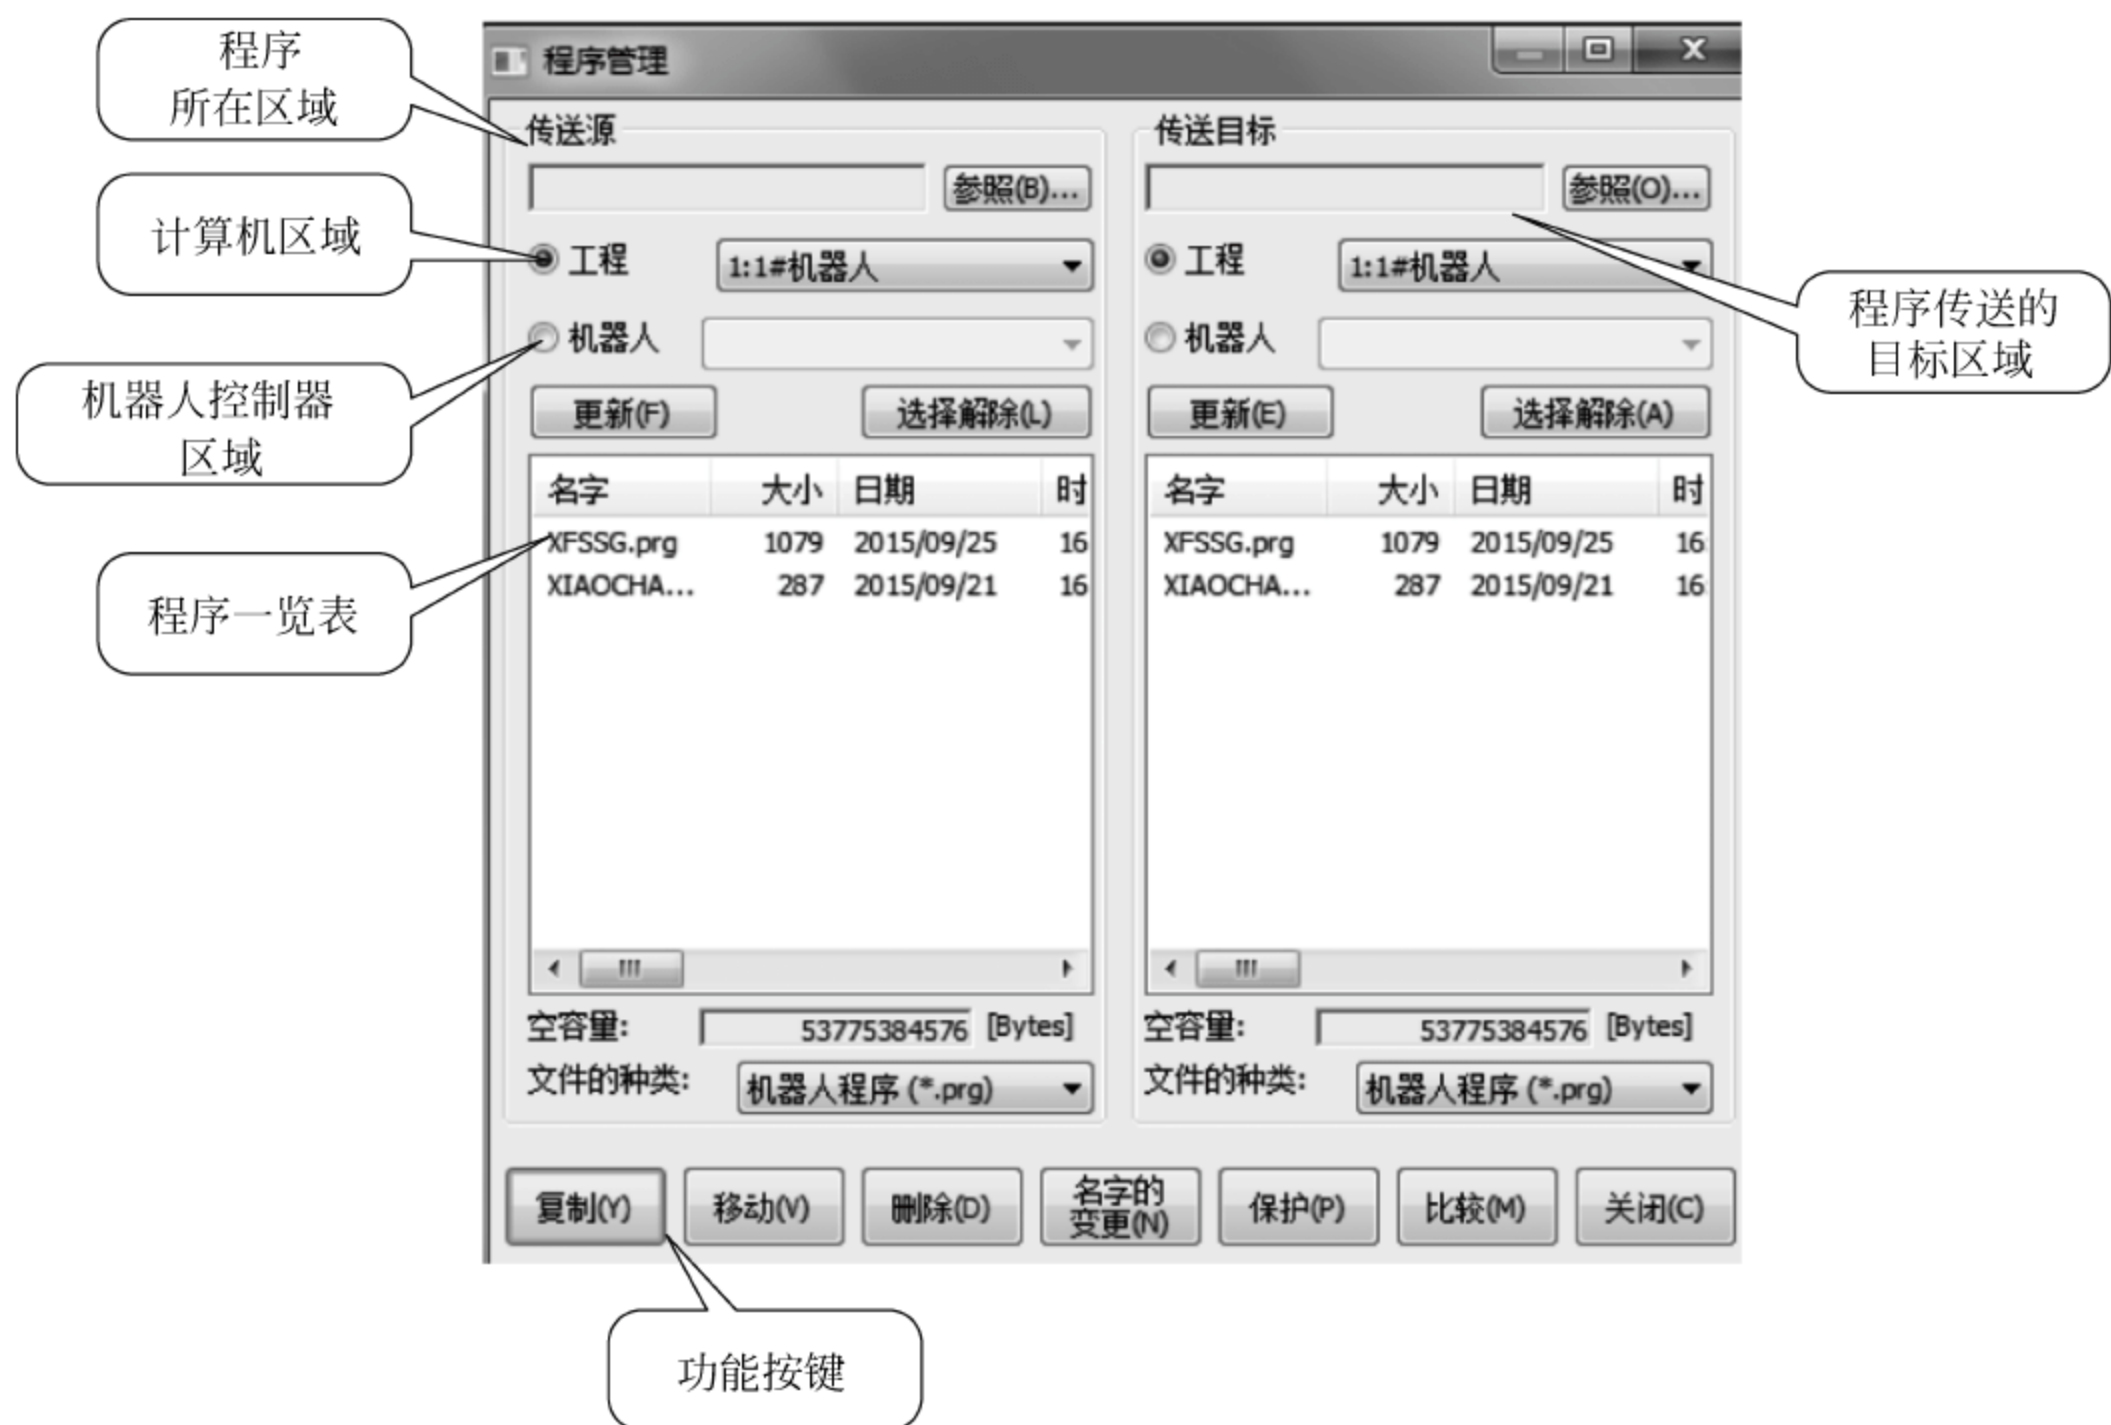 程序
所在区域
计算机区域
机器人控制器
区域
程序一览表
程序管理
传送源
参照(B)...
工程
1:1#机器人
机器人
更新(F)
选择解除(L)
名字 大小 日期 时
XFSSG.prg 1079 2015/09/25 16
XIAOCHA... 287 2015/09/21 16
空容量: 53775384576 [Bytes]
文件的种类: 机器人程序 (*.prg)
传送目标
参照(O)...
工程
1:1#机器人
机器人
更新(E)
选择解除(A)
名字 大小 日期 时
XFSSG.prg 1079 2015/09/25 16
XIAOCHA... 287 2015/09/21 16
空容量: 53775384576 [Bytes]
文件的种类: 机器人程序 (*.prg)
程序传送的
目标区域
复制(Y)
移动(V)
删除(D)
名字的
变更(N)
保护(P)
比较(M)
关闭(C)
功能按键